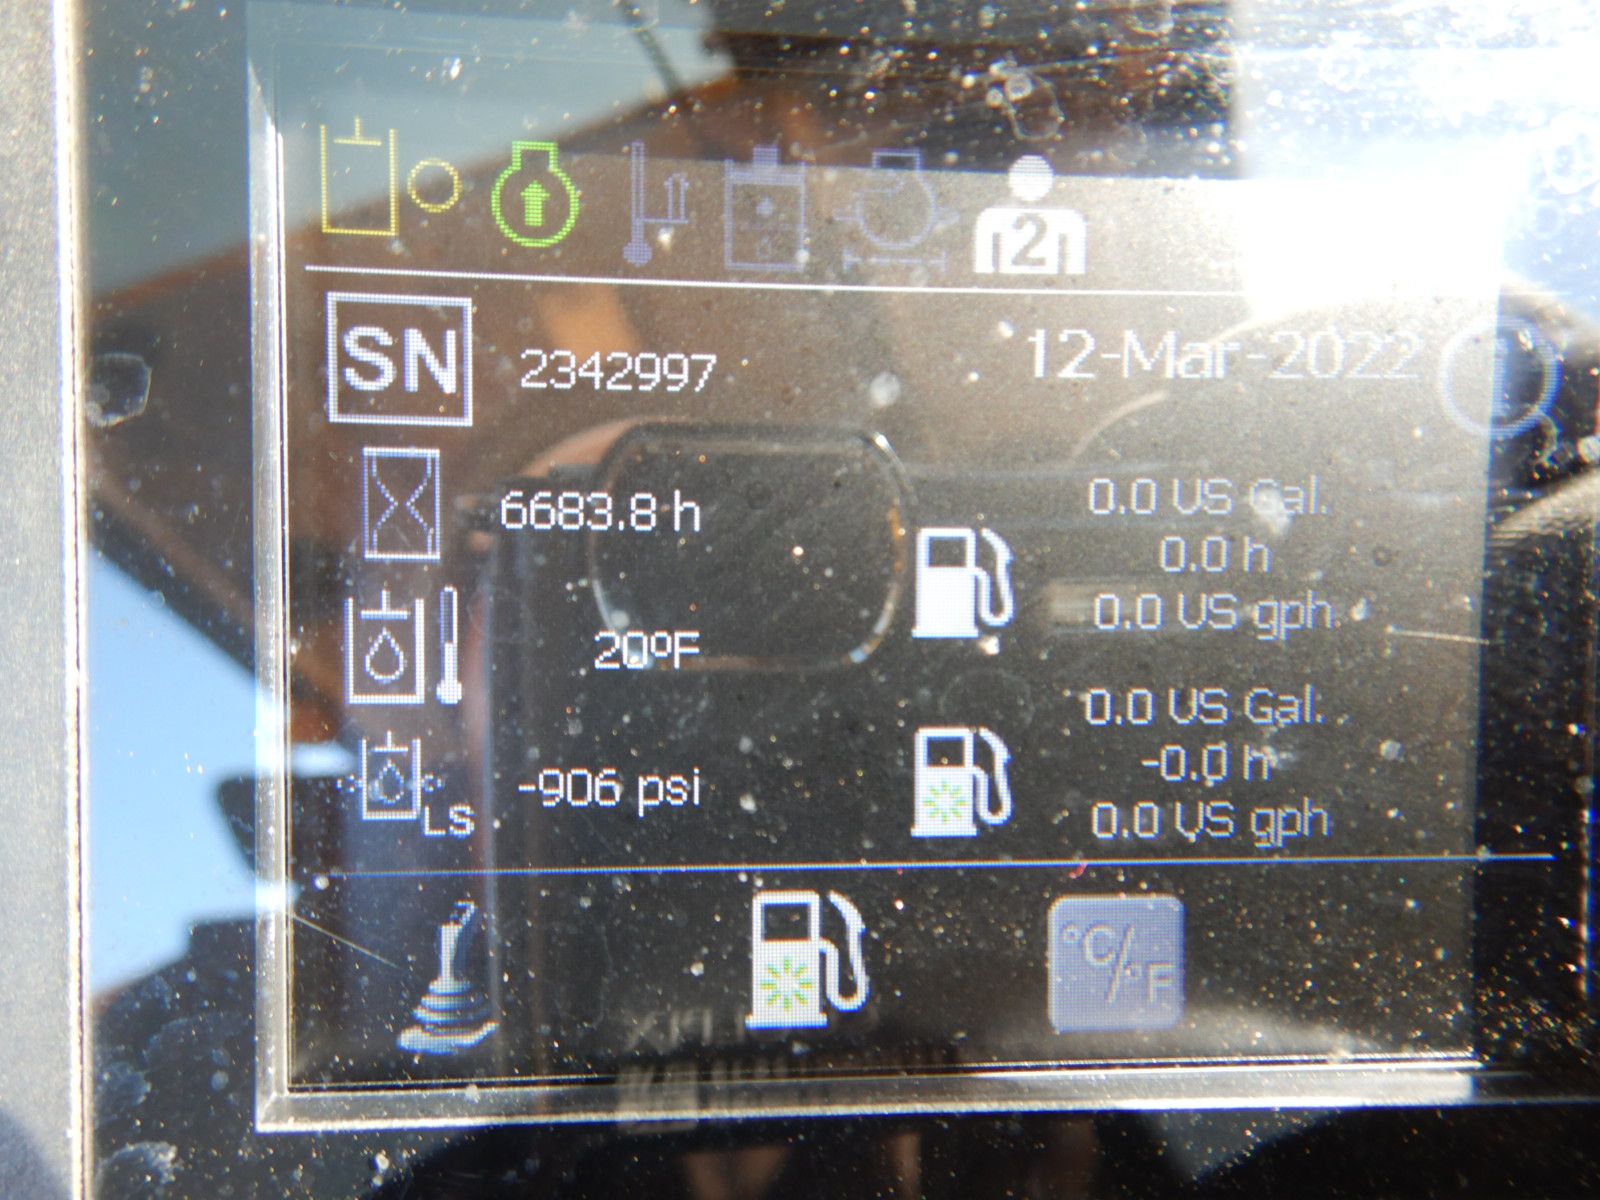 2
SN 2342997 12-Mar-2022
6683.8 h
0.0 US Gal.
0.0 h
0.0 US gph
20°F
-906 psi
LS
0.0 US Gal.
-0.0 h
0.0 US gph
°C/°F